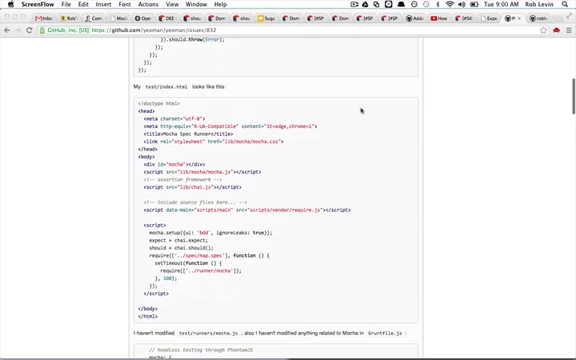 ScreenFlow File Edit Insert Font Actions Arrange View Window Help Tue 9:00 AM Rob Levin
GitHub, Inc. [US] https://github.com/yeoman/yeoman/issues/832
}).should.throw(Error);
});
});
});
});
My test/index.html looks like this:
<!doctype html>
<head>
<meta charset="utf-8">
<meta http-equiv="X-UA-Compatible" content="IE=edge,chrome=1">
<title>Mocha Spec Runner</title>
<link rel="stylesheet" href="lib/mocha/mocha.css">
</head>
<body>
<div id="mocha"></div>
<script src="lib/mocha/mocha.js"></script>
<!-- assertion framework -->
<script src="lib/chai.js"></script>
<!-- include source files here... -->
<script data-main="scripts/main" src="scripts/vendor/require.js"></script>
<script>
mocha.setup({ui: 'bdd', ignoreLeaks: true});
expect = chai.expect;
should = chai.should();
require(['../spec/map.spec'], function () {
setTimeout(function () {
require(['../runner/mocha']);
}, 100);
});
</script>
</body>
</html>
I haven't modified test/runners/mocha.js, also I haven't modified anything related to Mocha in Gruntfile.js :
// Headless testing through PhantomJS
mocha: {